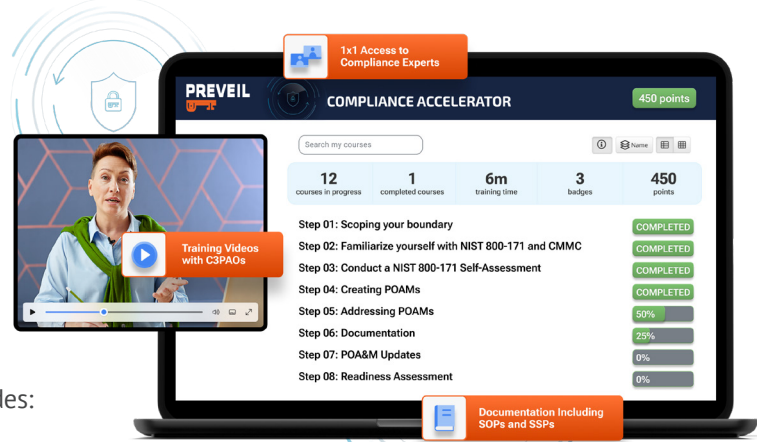 1x1 Access to
Compliance Experts
PREVEIL
COMPLIANCE ACCELERATOR
450 points
Search my courses
Name
12
courses in progress
1
completed courses
6m
training time
3
badges
450
points
Training Videos
with C3PAOs
Step 01: Scoping your boundary
COMPLETED
Step 02: Familiarize yourself with NIST 800-171 and CMMC
COMPLETED
Step 03: Conduct a NIST 800-171 Self-Assessment
COMPLETED
Step 04: Creating POAMs
COMPLETED
Step 05: Addressing POAMs
50%
Step 06: Documentation
25%
Step 07: POA&M Updates
0%
Step 08: Readiness Assessment
0%
Documentation Including
SOPs and SSPs